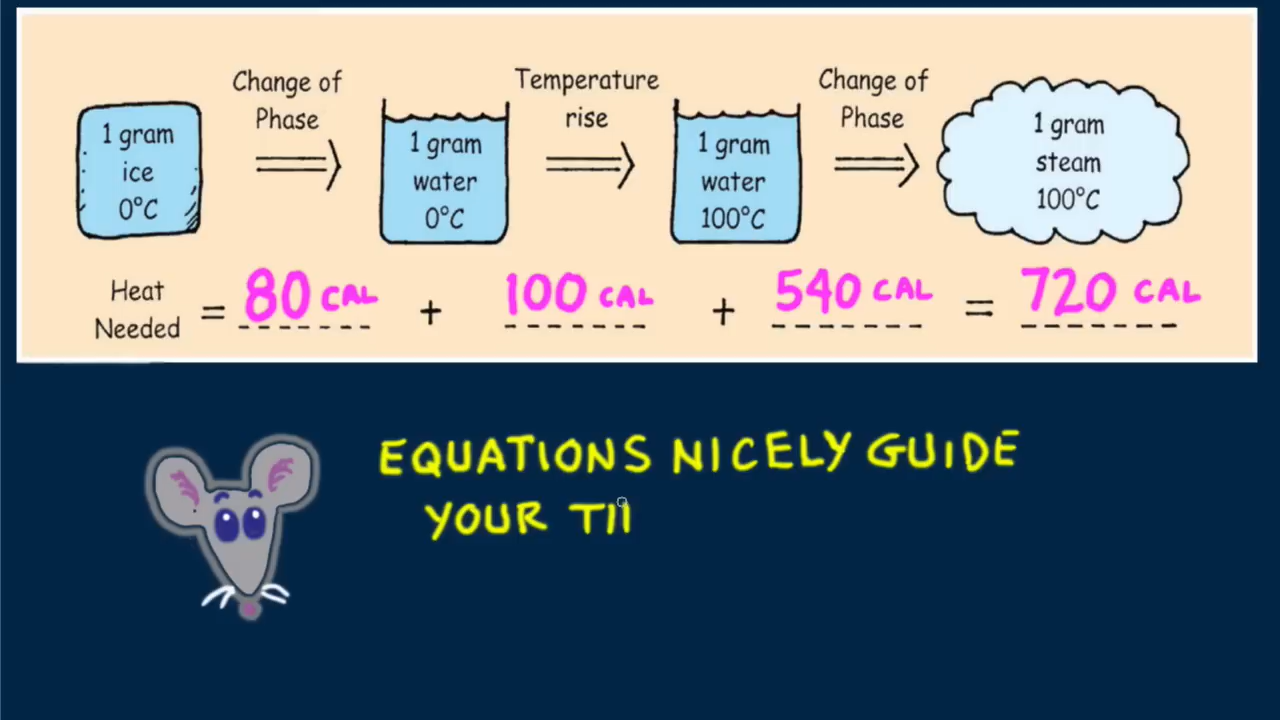 Change of Phase
Temperature rise
Change of Phase
1 gram ice 0°C
1 gram water 0°C
1 gram water 100°C
1 gram steam 100°C
Heat Needed = 80 CAL + 100 CAL + 540 CAL = 720 CAL
EQUATIONS NICELY GUIDE
YOUR